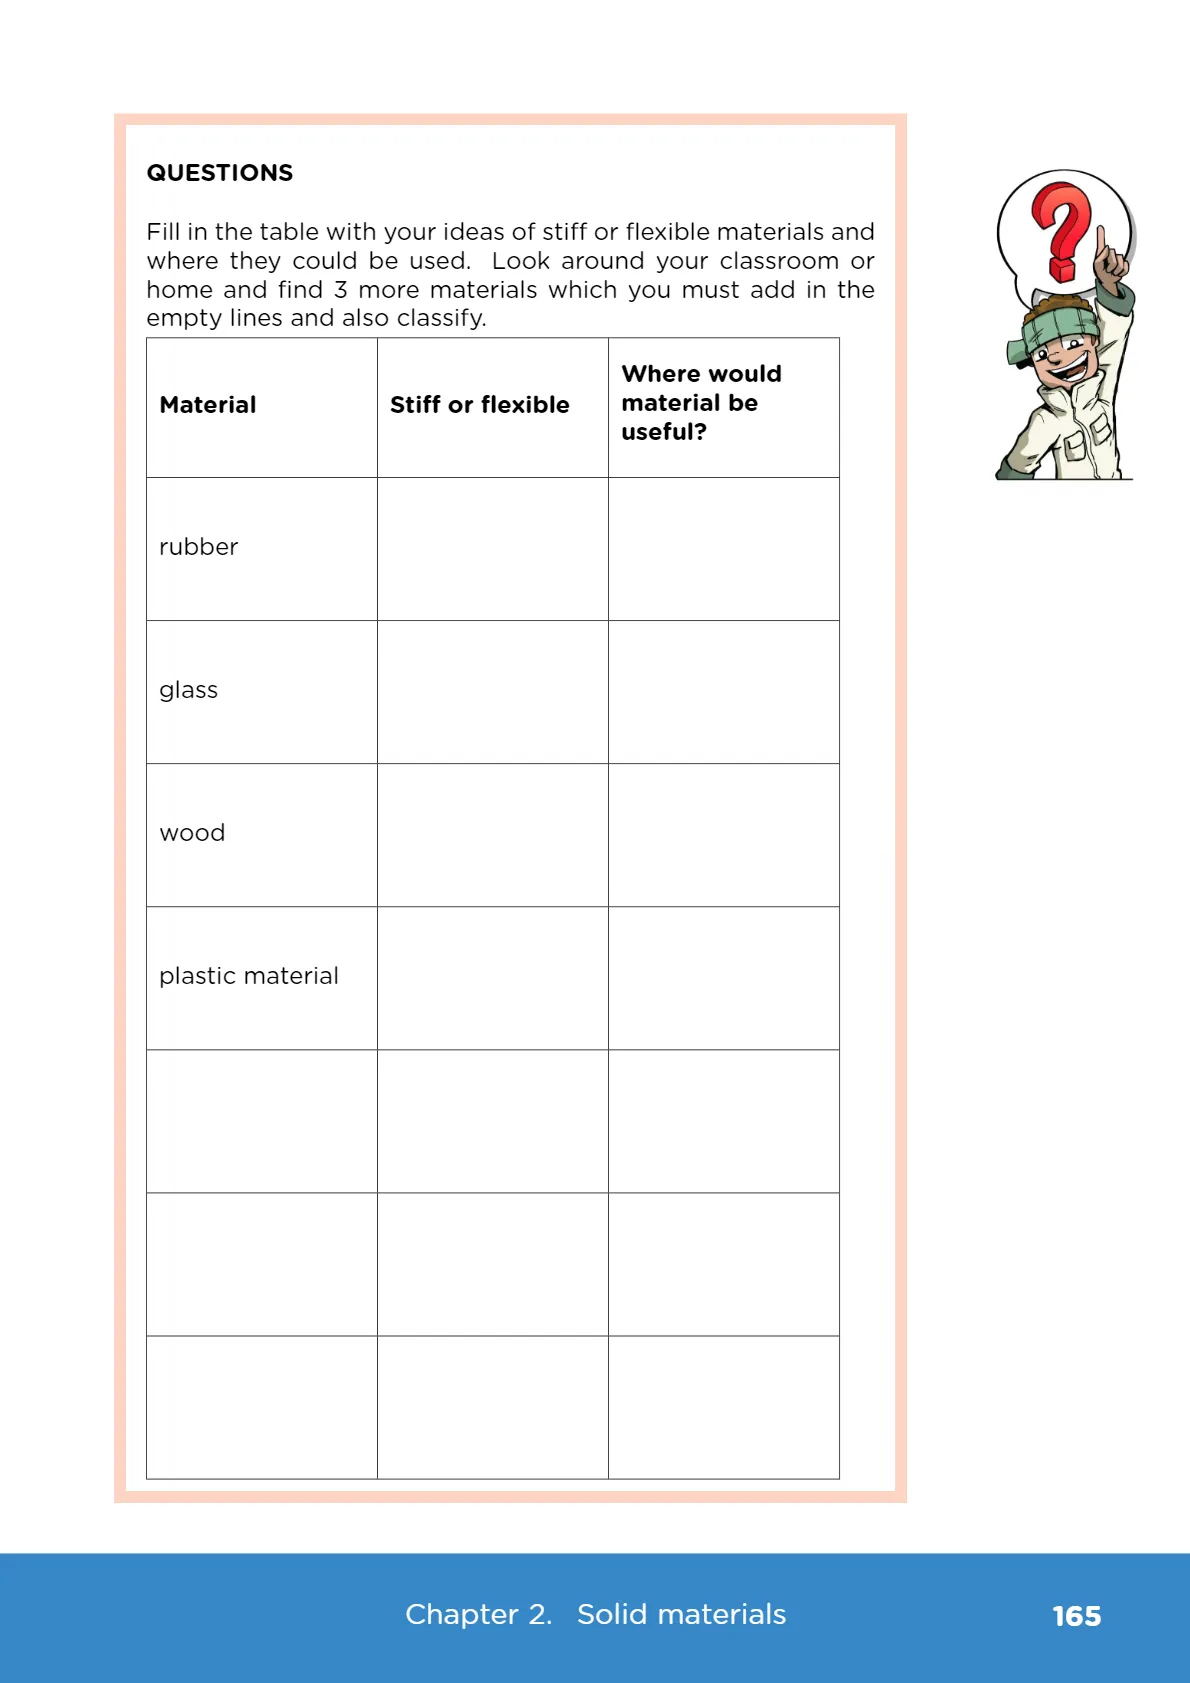 QUESTIONS
Fill in the table with your ideas of stiff or flexible materials and
where they could be used. Look around your classroom or
home and find 3 more materials which you must add in the
empty lines and also classify.
Material
Stiff or flexible
Where would
material be
useful?
rubber
glass
wood
plastic material
?
Chapter 2. Solid materials
165